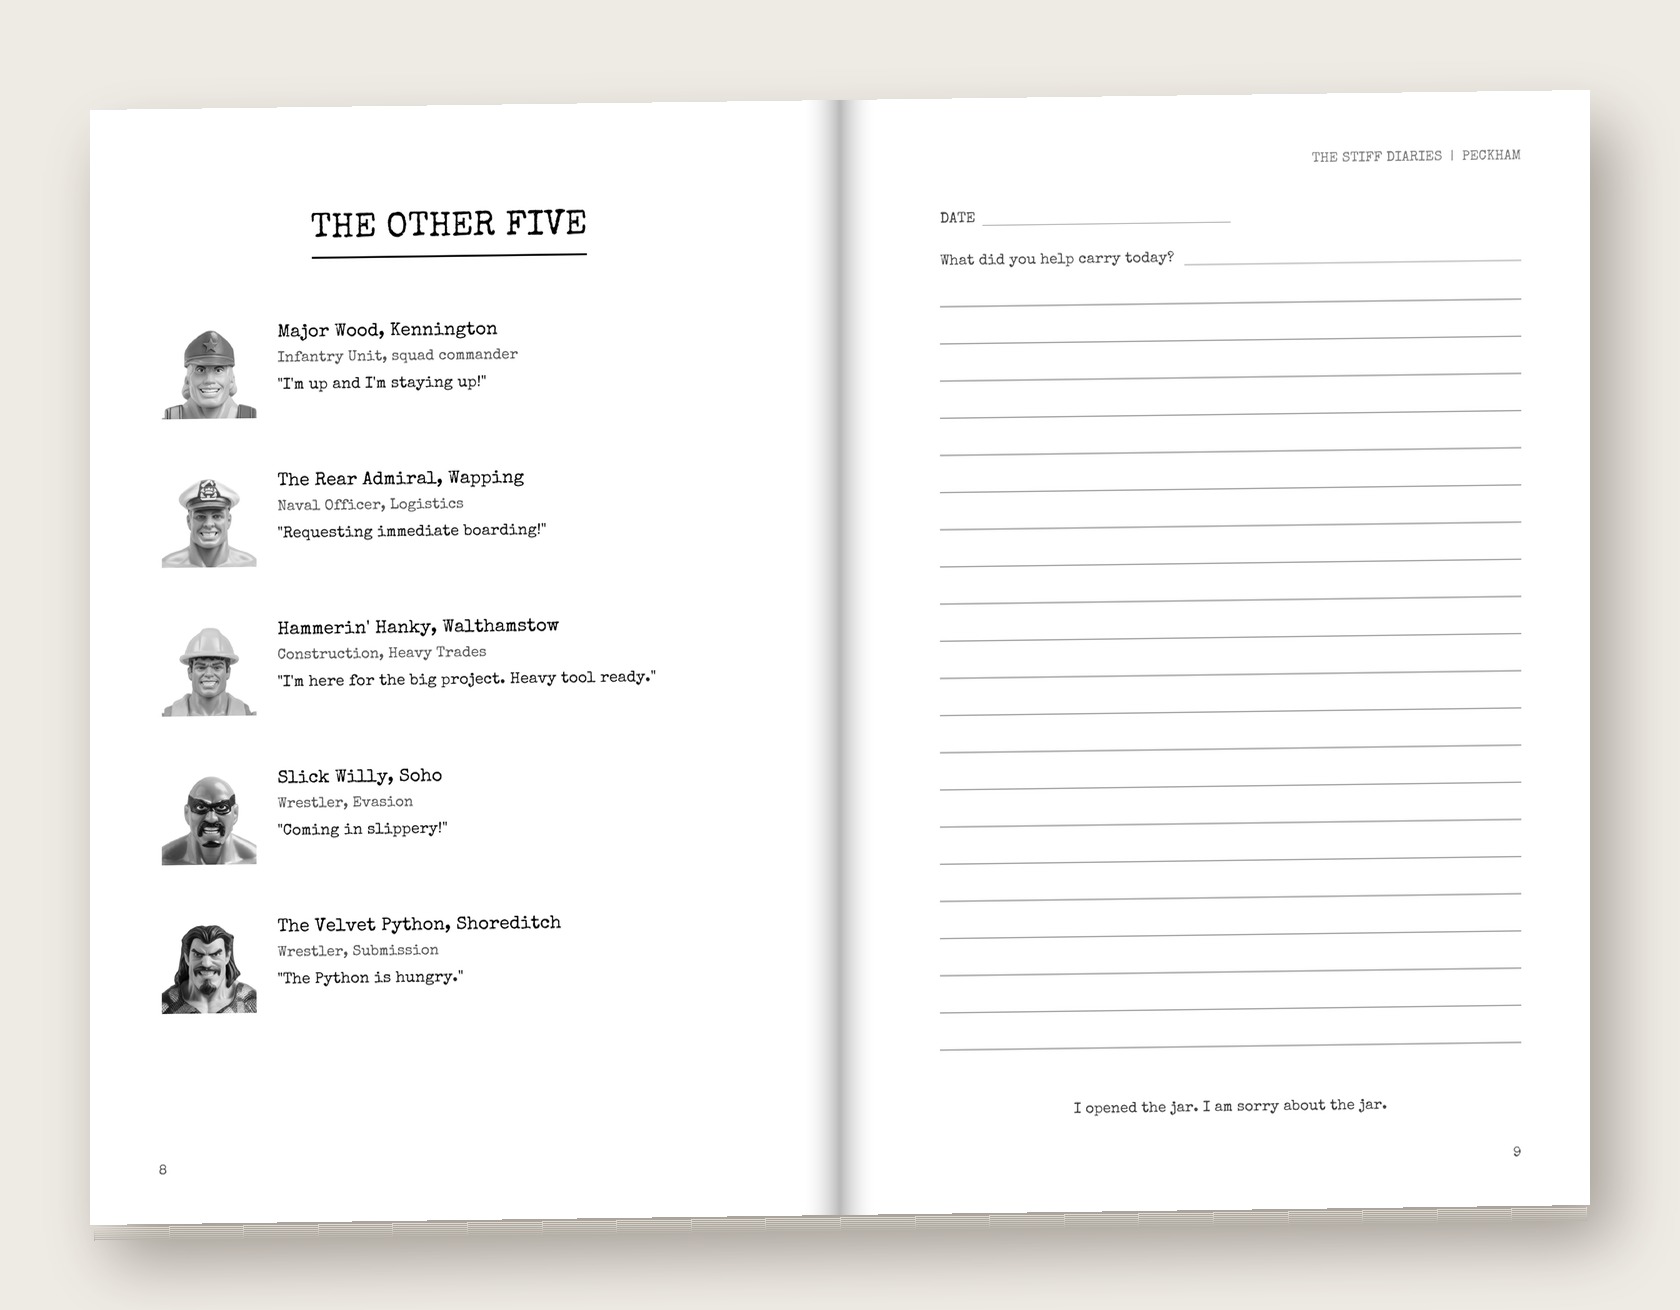 THE OTHER FIVE
Major Wood, Kennington
Infantry Unit, squad commander
"I'm up and I'm staying up!"
The Rear Admiral, Wapping
Naval Officer, Logistics
"Requesting immediate boarding!"
Hammerin' Hanky, Walthamstow
Construction, Heavy Trades
"I'm here for the big project. Heavy tool ready."
Slick Willy, Soho
Wrestler, Evasion
"Coming in slippery!"
The Velvet Python, Shoreditch
Wrestler, Submission
"The Python is hungry."
8
THE STIFF DIARIES | PECKHAM
DATE
What did you help carry today?
I opened the jar. I am sorry about the jar.
9